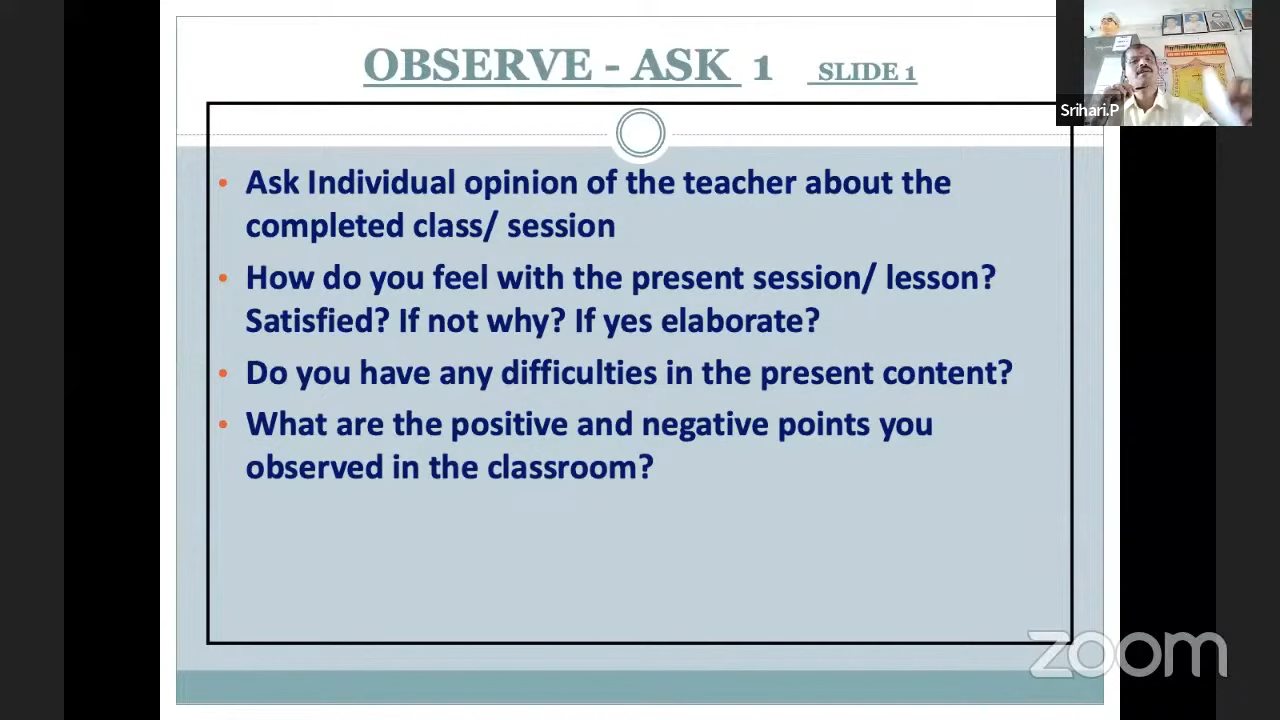 OBSERVE - ASK 1 SLIDE 1
Srihari.P
• Ask Individual opinion of the teacher about the
completed class/ session
• How do you feel with the present session/ lesson?
Satisfied? If not why? If yes elaborate?
• Do you have any difficulties in the present content?
• What are the positive and negative points you
observed in the classroom?
zoom